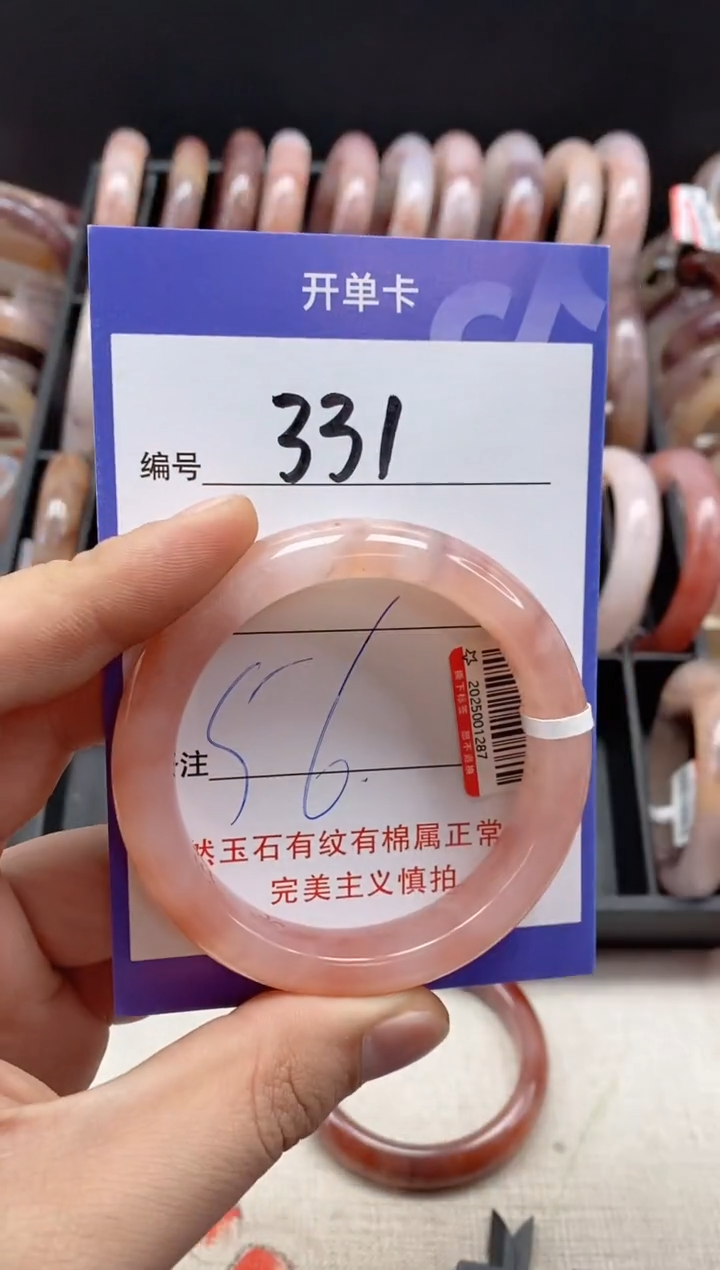 开单卡
编号 331
56.
注
2025001287
然玉石有纹有棉属正常
完美主义慎拍